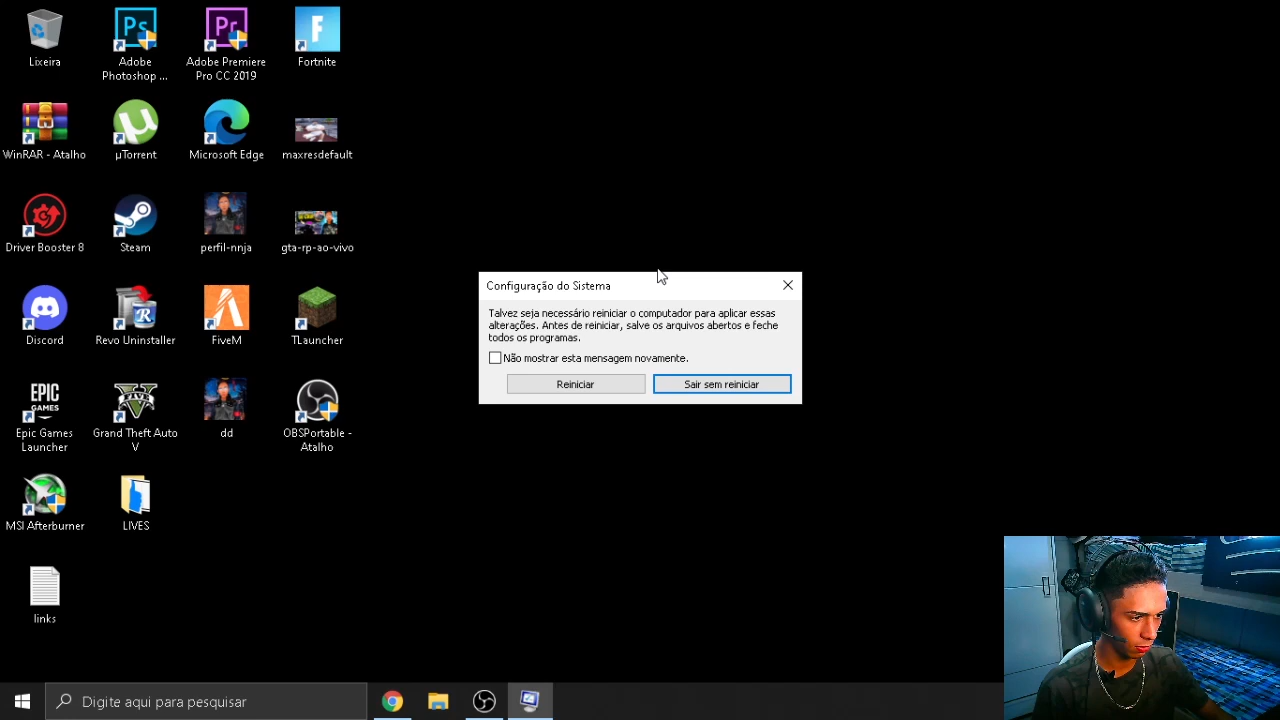 Lixeira
Adobe
Photoshop ...
Adobe Premiere
Pro CC 2019
Fortnite
WinRAR - Atalho
µTorrent
Microsoft Edge
maxresdefault
Driver Booster 8
Steam
perfil-nnja
gta-rp-ao-vivo
Discord
Revo Uninstaller
FiveM
TLauncher
Epic Games
Launcher
Grand Theft Auto
V
dd
OBSPortable -
Atalho
MSI Afterburner
LIVES
links
Configuração do Sistema
Talvez seja necessário reiniciar o computador para aplicar essas
alterações. Antes de reiniciar, salve os arquivos abertos e feche
todos os programas.
Não mostrar esta mensagem novamente.
Reiniciar
Sair sem reiniciar
Digite aqui para pesquisar